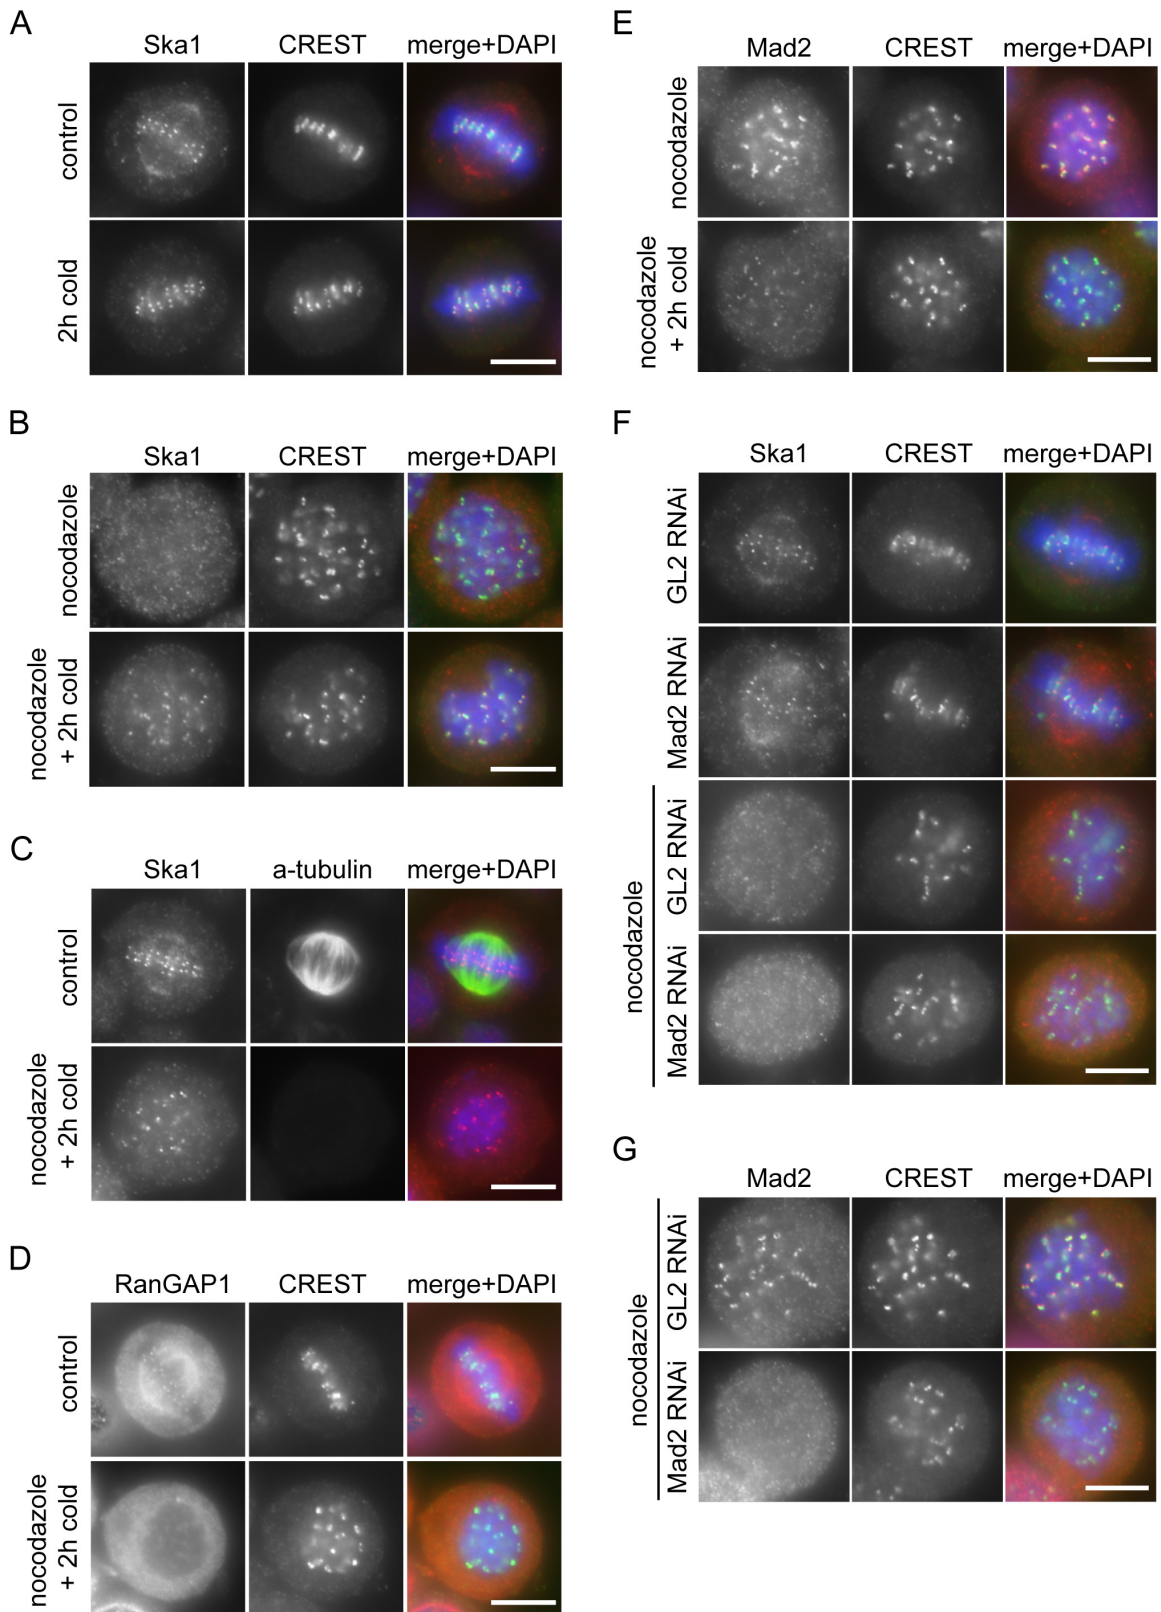 A
Ska1 CREST merge+DAPI
control
2h cold
B
Ska1 CREST merge+DAPI
nocodazole
nocodazole
+ 2h cold
C
Ska1 a-tubulin merge+DAPI
control
nocodazole
+ 2h cold
D
RanGAP1 CREST merge+DAPI
control
nocodazole
+ 2h cold
E
Mad2 CREST merge+DAPI
nocodazole
nocodazole
+ 2h cold
F
Ska1 CREST merge+DAPI
GL2 RNAi
Mad2 RNAi
nocodazole
GL2 RNAi
Mad2 RNAi
G
Mad2 CREST merge+DAPI
nocodazole
GL2 RNAi
Mad2 RNAi